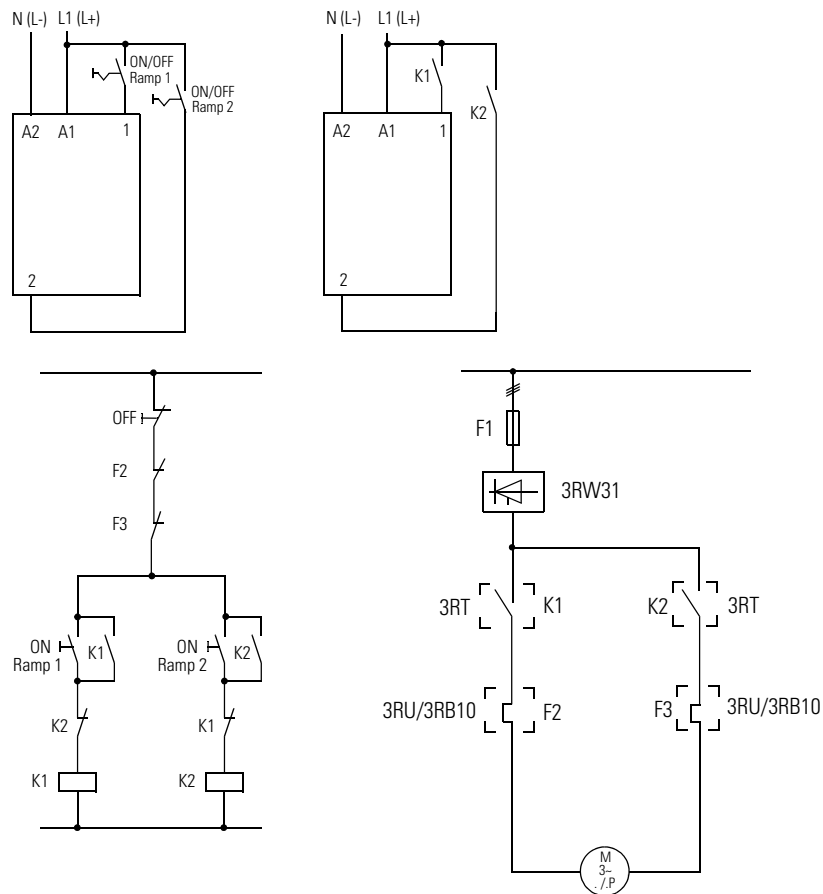 N (L-) L1 (L+)
ON/OFF
Ramp 1
ON/OFF
Ramp 2
A2 A1 1
2
N (L-) L1 (L+)
K1
K2
A2 A1 1
2
OFF
F2
F3
ON
Ramp 1
K1
ON
Ramp 2
K2
K2
K1
K1
K2
F1
3RW31
3RT
K1
K2
3RT
3RU/3RB10
F2
F3
3RU/3RB10
M
3~
./.P